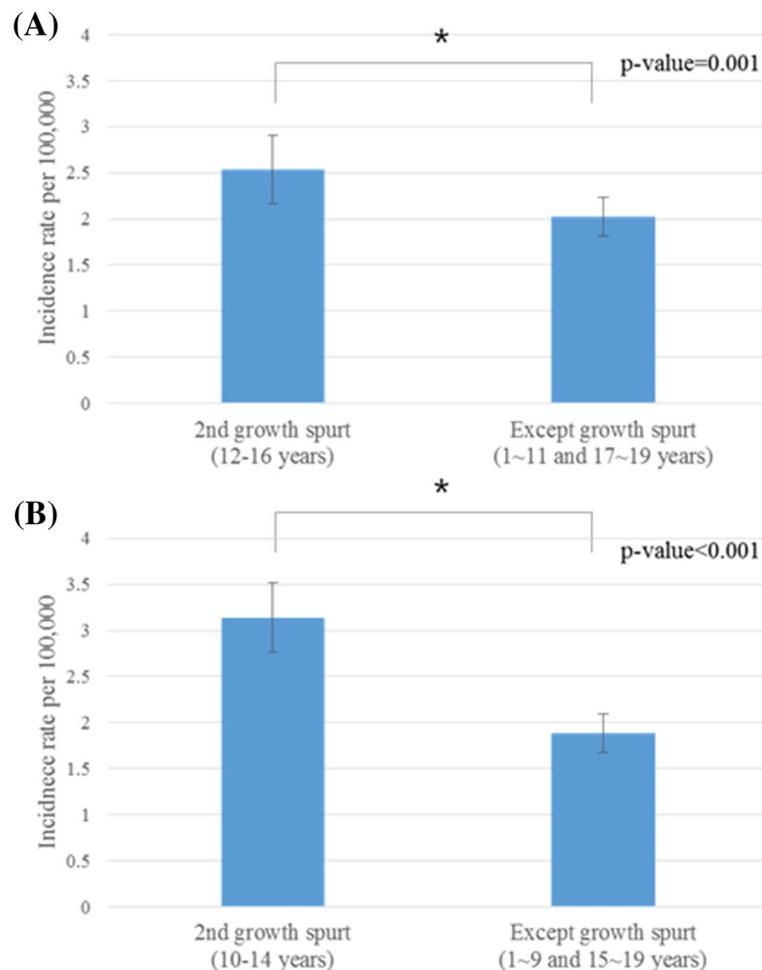 (A)
*
p-value=0.001
4
3.5
3
2.5
2
1.5
1
0.5
0
Incidence rate per 100,000
2nd growth spurt
(12-16 years)
Except growth spurt
(1~11 and 17~19 years)
(B)
*
p-value<0.001
4
3.5
3
2.5
2
1.5
1
0.5
0
Incidnece rate per 100,000
2nd growth spurt
(10-14 years)
Except growth spurt
(1~9 and 15~19 years)